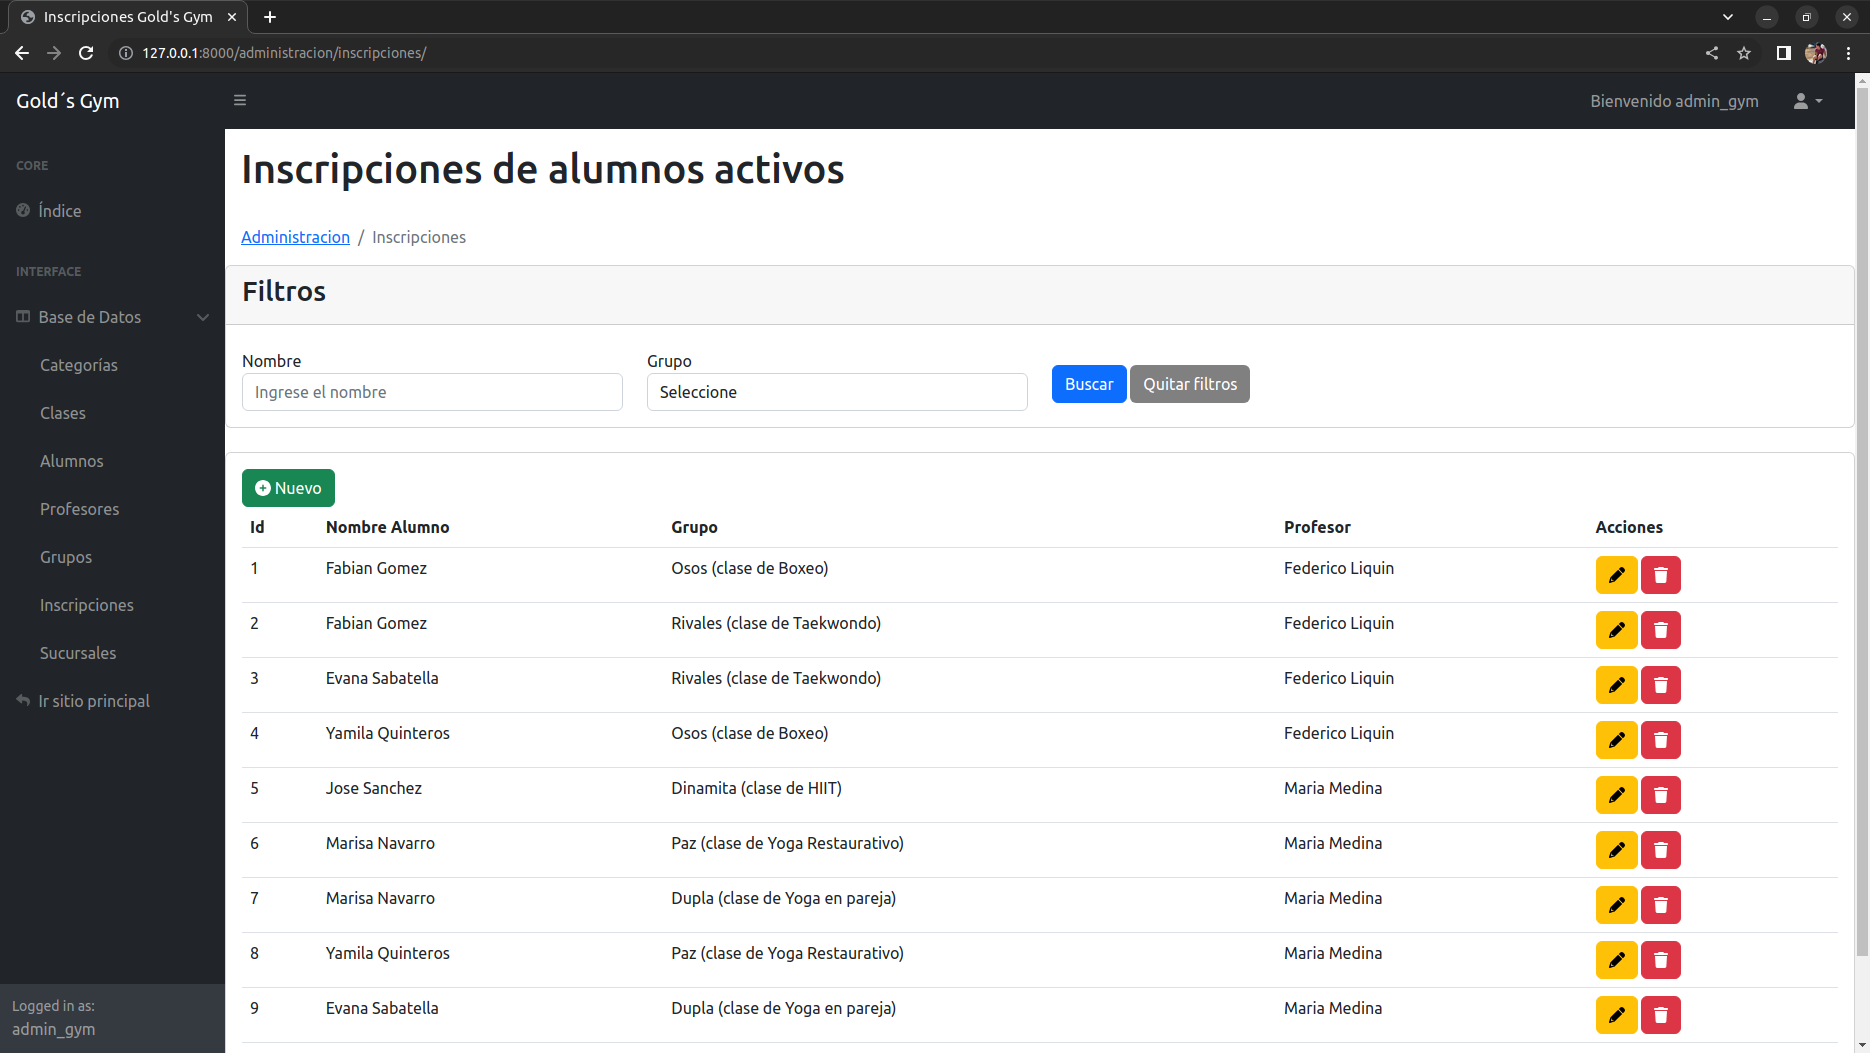 Inscripciones Gold's Gym
127.0.0.1:8000/administracion/inscripciones/
Gold´s Gym
Bienvenido admin_gym
CORE
Índice
INTERFACE
Base de Datos
Categorías
Clases
Alumnos
Profesores
Grupos
Inscripciones
Sucursales
Ir sitio principal
Logged in as:
admin_gym
Inscripciones de alumnos activos
Administracion / Inscripciones
Filtros
Nombre Grupo
Ingrese el nombre Seleccione Buscar Quitar filtros
Nuevo
Id Nombre Alumno Grupo Profesor Acciones
1 Fabian Gomez Osos (clase de Boxeo) Federico Liquin
2 Fabian Gomez Rivales (clase de Taekwondo) Federico Liquin
3 Evana Sabatella Rivales (clase de Taekwondo) Federico Liquin
4 Yamila Quinteros Osos (clase de Boxeo) Federico Liquin
5 Jose Sanchez Dinamita (clase de HIIT) Maria Medina
6 Marisa Navarro Paz (clase de Yoga Restaurativo) Maria Medina
7 Marisa Navarro Dupla (clase de Yoga en pareja) Maria Medina
8 Yamila Quinteros Paz (clase de Yoga Restaurativo) Maria Medina
9 Evana Sabatella Dupla (clase de Yoga en pareja) Maria Medina